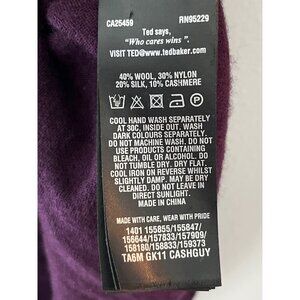 CA25459 RN95229
Ted says,
"Who cares wins".
VISIT TED@www.tedbaker.com
40% WOOL, 30% NYLON
20% SILK, 10% CASHMERE
COOL HAND WASH SEPARATELY
AT 30C, INSIDE OUT. WASH
DARK COLOURS SEPARATELY.
DO NOT MACHINE WASH. DO NOT
USE PRODUCTS CONTAINING
BLEACH, OIL OR ALCOHOL. DO
NOT TUMBLE DRY. DRY FLAT.
COOL IRON ON REVERSE WHILST
SLIGHTLY DAMP. MAY BE DRY
CLEANED. DO NOT LEAVE IN
DIRECT SUNLIGHT.
MADE IN CHINA
MADE WITH CARE, WEAR WITH PRIDE
1401 155855/155847/
156644/157833/157909/
158180/158833/159373
TA6M GK11 CASHGUY